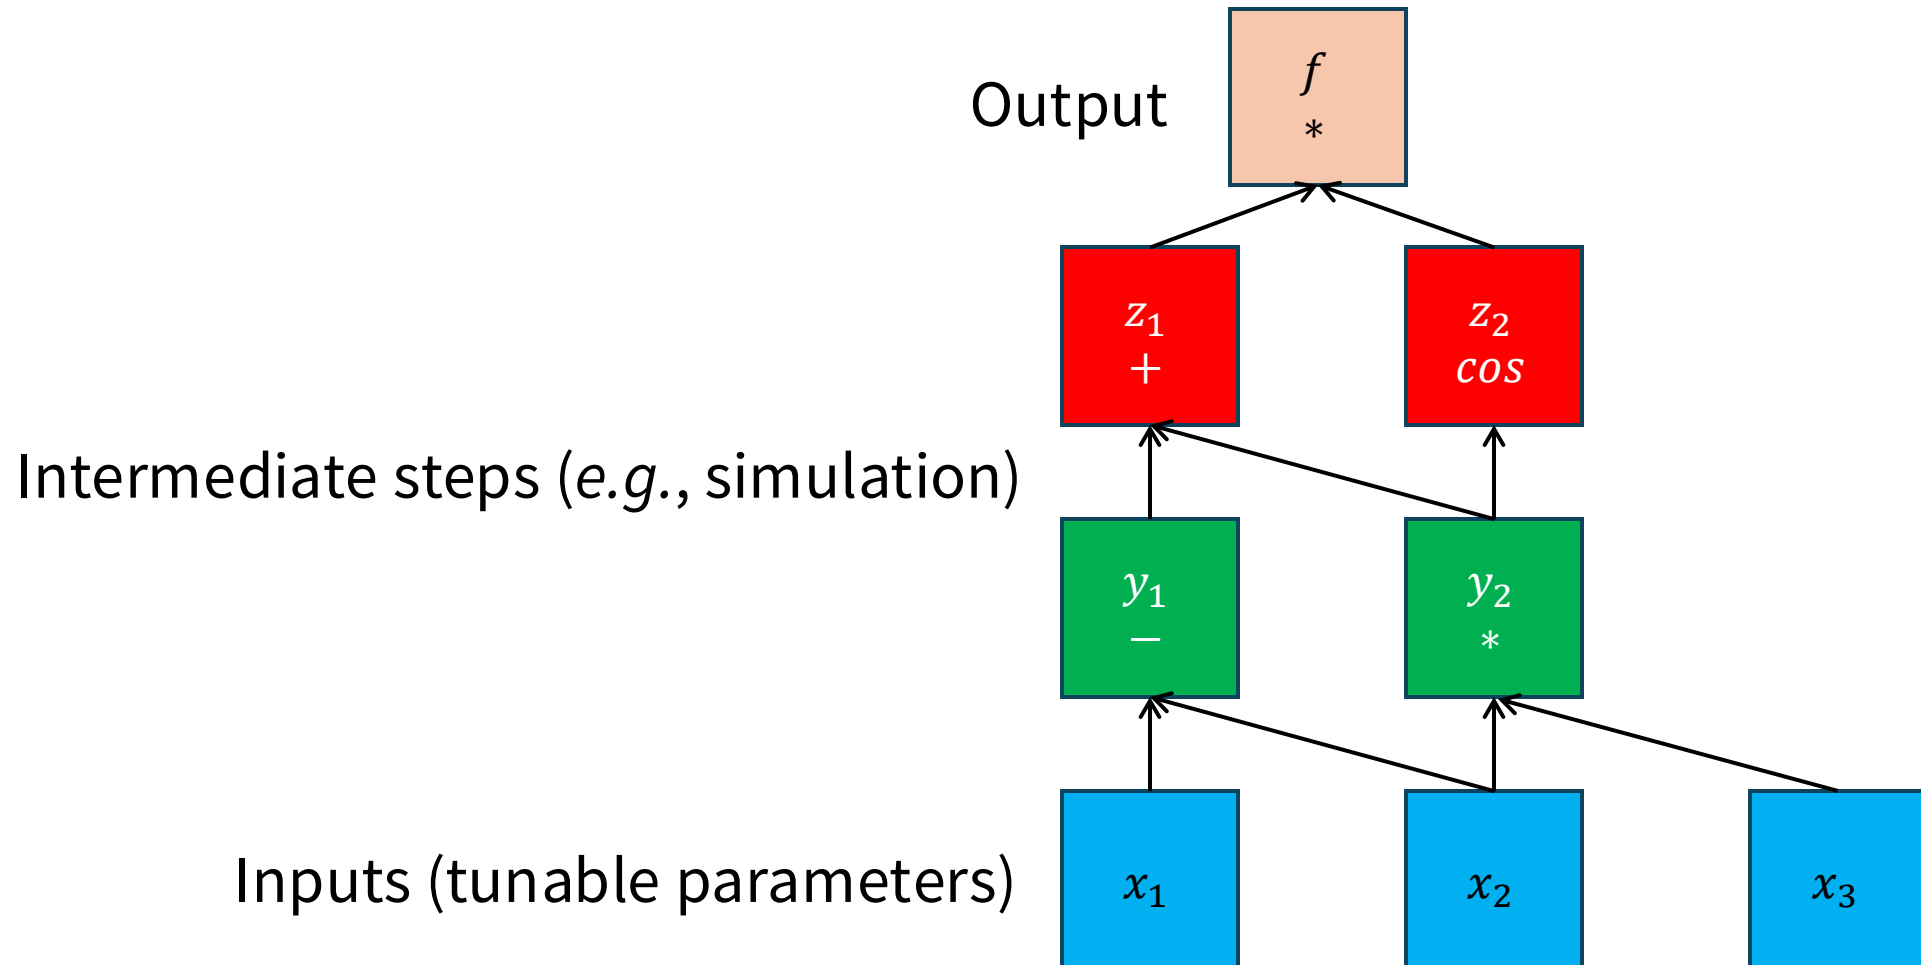 Output
f
*
z₁
+
z₂
cos
Intermediate steps (e.g., simulation)
y₁
−
y₂
*
Inputs (tunable parameters)
x₁
x₂
x₃